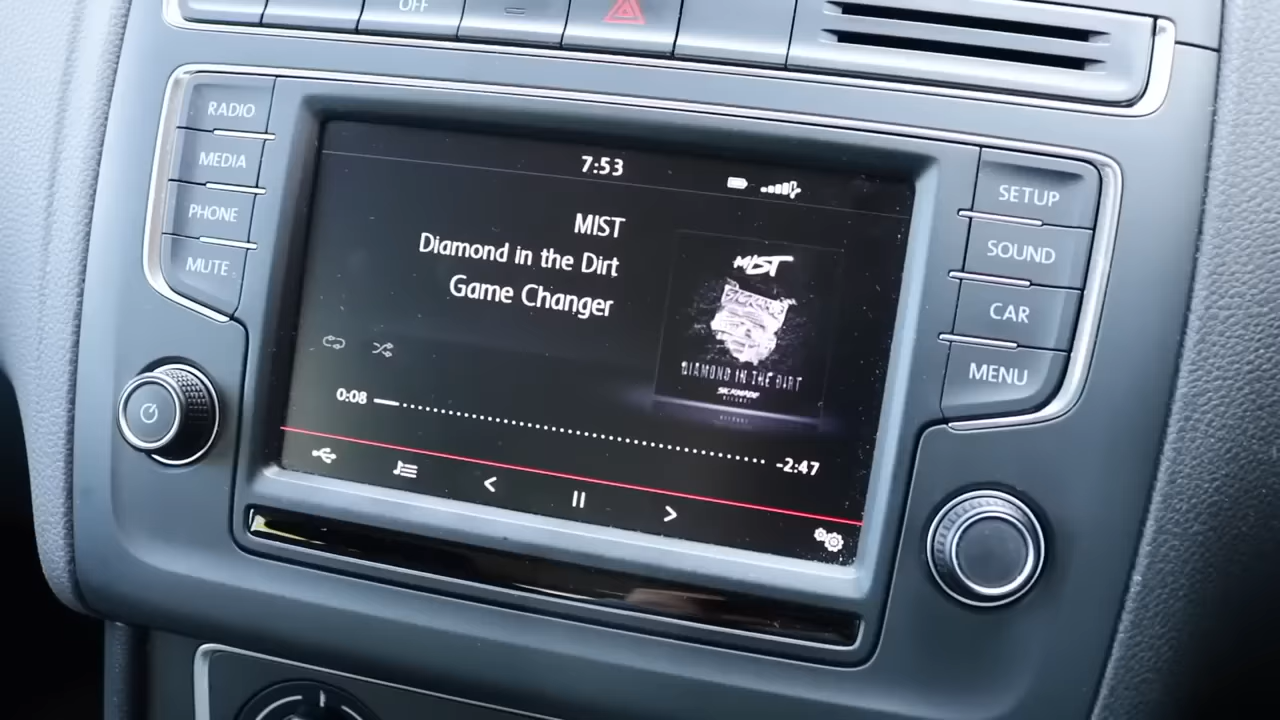 OFF
RADIO
MEDIA
PHONE
MUTE
7:53
MIST
Diamond in the Dirt
Game Changer
MIST
DIAMOND IN THE DIRT
SICKMADE
0:08
-2:47
SETUP
SOUND
CAR
MENU